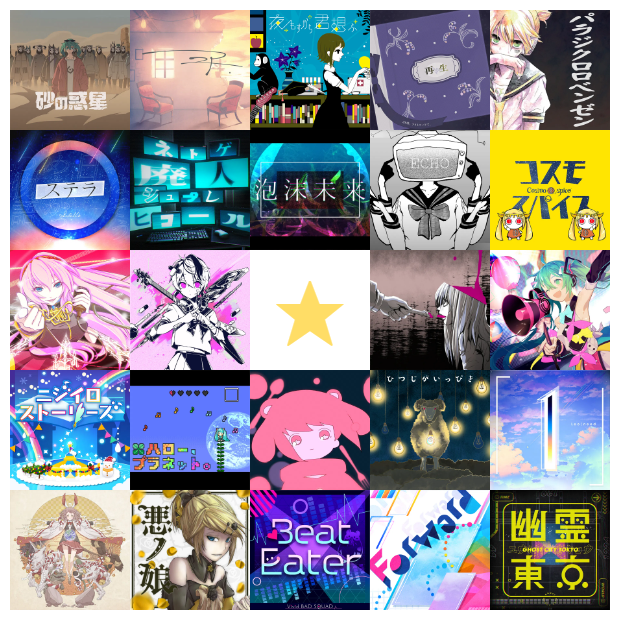 砂の惑星
夜もすがら君想ふ
再生
パラジクロロベンゼン
ステラ
ネトゲ
廃人
シュプレ
ヒコール
泡沫未来
ECHO
コスモ
Cosmo spice
スパイス
ニジイロ
ストーリーズ
ハロー、
プラネット。
ひつじがいっぴき
悪ノ娘
Beat
Eater
Vivid BAD SQUAD
Forward
幽霊
GHOST CITY TOKYO
東京